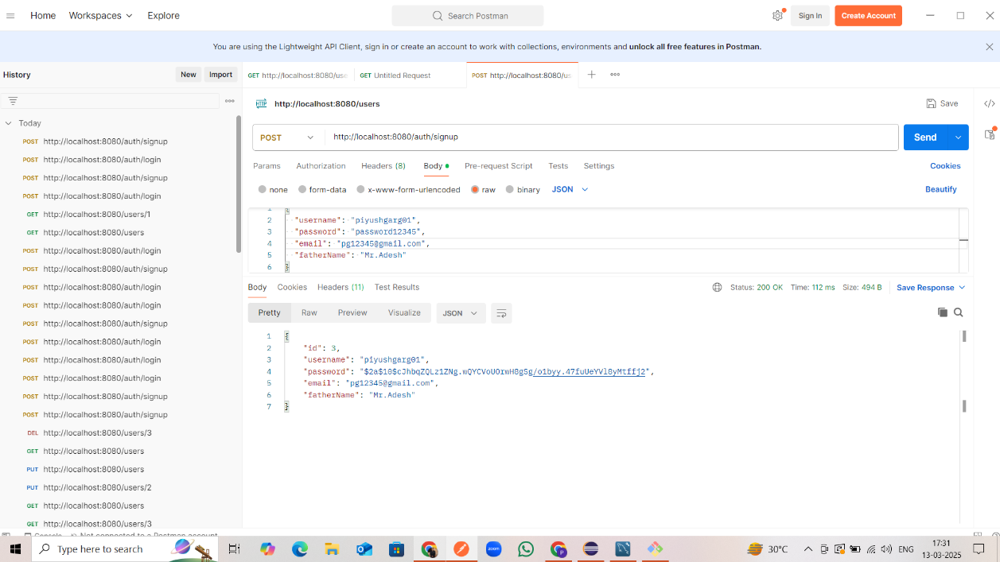 Home Workspaces Explore Search Postman Sign In Create Account
You are using the Lightweight API Client, sign in or create an account to work with collections, environments and unlock all free features in Postman.
History New Import
Today
POST http://localhost:8080/auth/signup
POST http://localhost:8080/auth/login
POST http://localhost:8080/auth/signup
POST http://localhost:8080/auth/login
GET http://localhost:8080/users/1
GET http://localhost:8080/users
POST http://localhost:8080/auth/login
POST http://localhost:8080/auth/signup
POST http://localhost:8080/auth/login
POST http://localhost:8080/auth/login
POST http://localhost:8080/auth/signup
POST http://localhost:8080/auth/login
POST http://localhost:8080/auth/login
POST http://localhost:8080/auth/login
POST http://localhost:8080/auth/signup
POST http://localhost:8080/auth/signup
DEL http://localhost:8080/users/3
GET http://localhost:8080/users
PUT http://localhost:8080/users
PUT http://localhost:8080/users/2
GET http://localhost:8080/users
GET http://localhost:8080/users/3
GET http://localhost:8080/use GET Untitled Request POST http://localhost:8080/us
HTTP http://localhost:8080/users Save
POST http://localhost:8080/auth/signup Send
Params Authorization Headers (8) Body Pre-request Script Tests Settings Cookies
none form-data x-www-form-urlencoded raw binary JSON Beautify
1 {
2 "username": "piyushgarg01",
3 "password": "password12345",
4 "email": "pg12345@gmail.com",
5 "fatherName": "Mr.Adesh"
6 }
Body Cookies Headers (11) Test Results Status: 200 OK Time: 112 ms Size: 494 B Save Response
Pretty Raw Preview Visualize JSON
1 {
2 "id": 3,
3 "username": "piyushgarg01",
4 "password": "$2a$10$cJhbqZQLz1ZNg.wQYCVoUOrwH8gSg/o1byy.47fuUeYVl8yMtffj2",
5 "email": "pg12345@gmail.com",
6 "fatherName": "Mr.Adesh"
7 }
Console Not connected to a Postman account
Type here to search zoom P 30°C ENG 17:31
13-03-2025